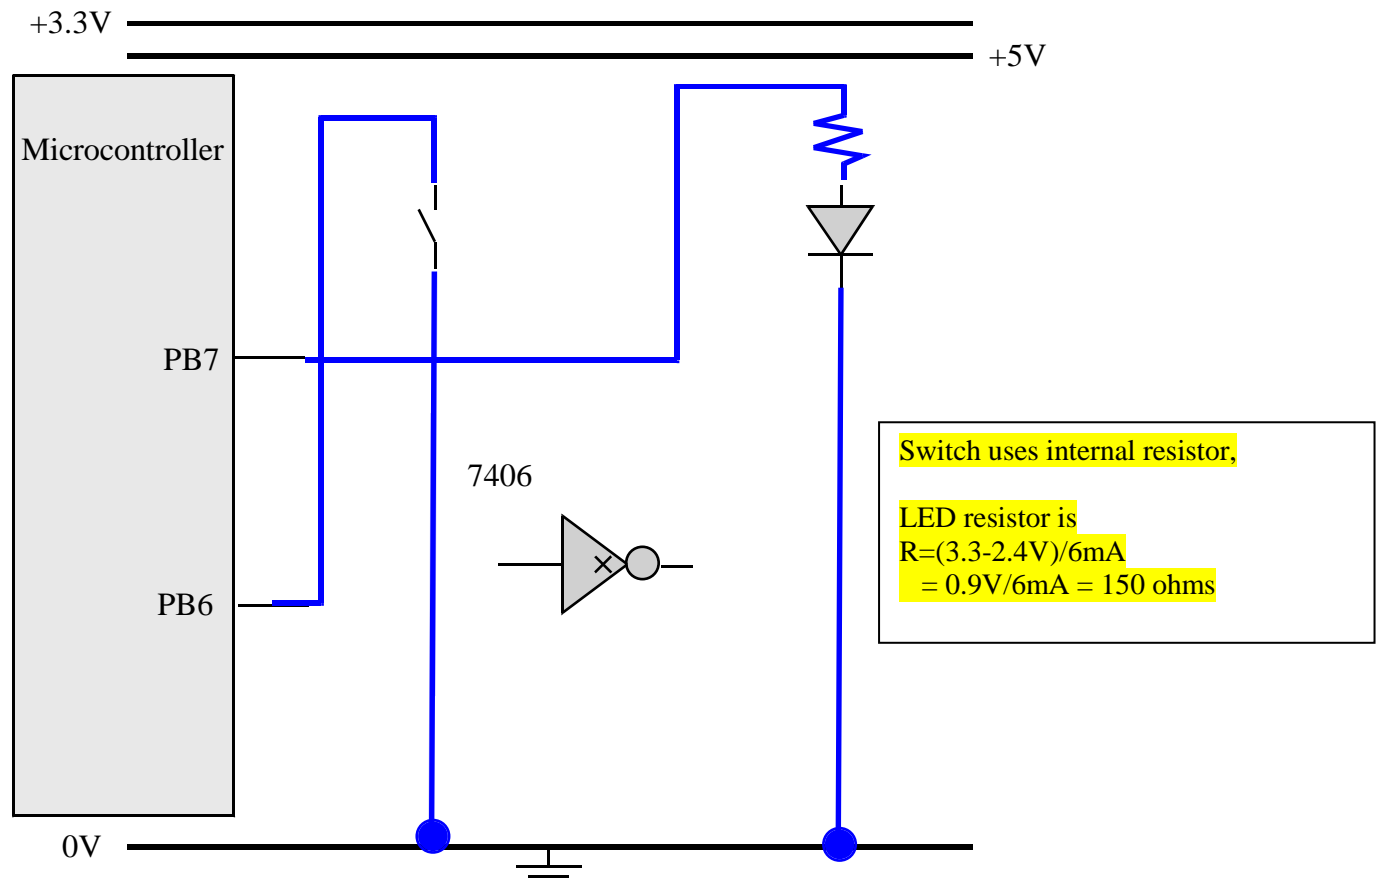 +3.3V
+5V
Microcontroller
PB7
7406
PB6
0V
Switch uses internal resistor,
LED resistor is
R=(3.3-2.4V)/6mA
= 0.9V/6mA = 150 ohms